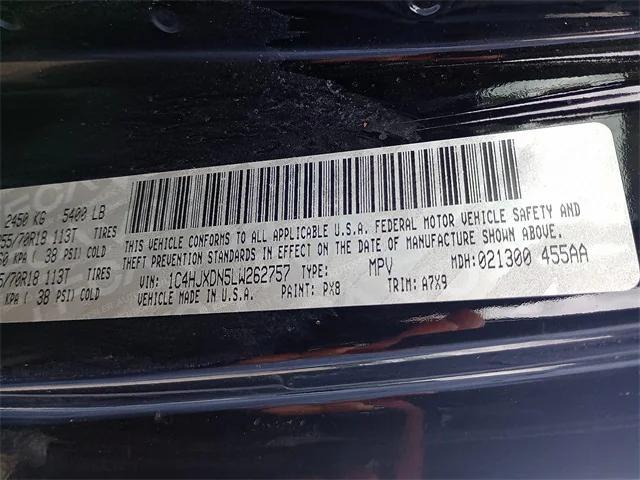 2450 KG 5400 LB
55/70R18 113T TIRES
60 KPA ( 38 PSI) COLD
5/70R18 113T TIRES
KPA ( 38 PSI) COLD
THIS VEHICLE CONFORMS TO ALL APPLICABLE U.S.A. FEDERAL MOTOR VEHICLE SAFETY AND
THEFT PREVENTION STANDARDS IN EFFECT ON THE DATE OF MANUFACTURE SHOWN ABOVE.
VIN: 1C4HJXDN5LW262757 TYPE: MPV MDH:021300 455AA
VEHICLE MADE IN U.S.A. PAINT: PX8 TRIM: A7X9